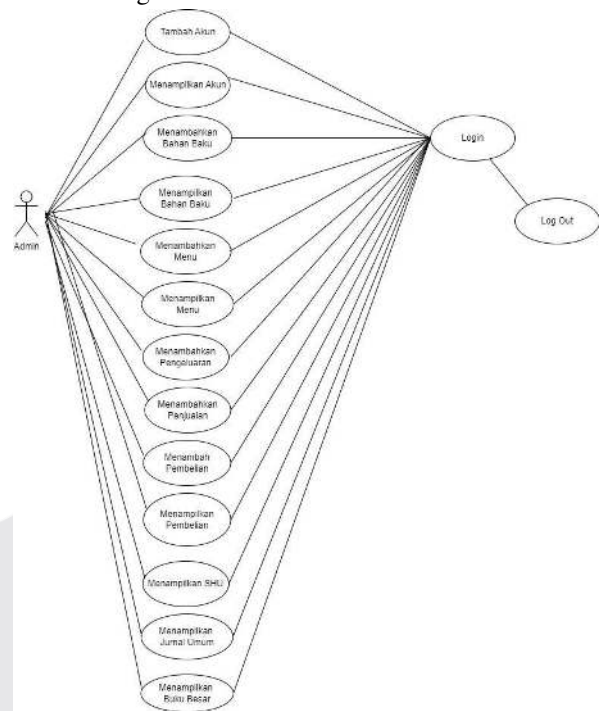 Tambah Akun
Menampilkan Akun
Menambahkan
Bahan Baku
Login
Menampilkan
Bahan Baku
Log Out
Admin
Menambahkan
Menu
Menampilkan
Menu
Menambahkan
Pengeluaran
Menambahkan
Penjualan
Menambah
Pembelian
Menampilkan
Pembelian
Menampilkan SHU
Menampilkan
Jurnal Umum
Menampilkan
Buku Besar